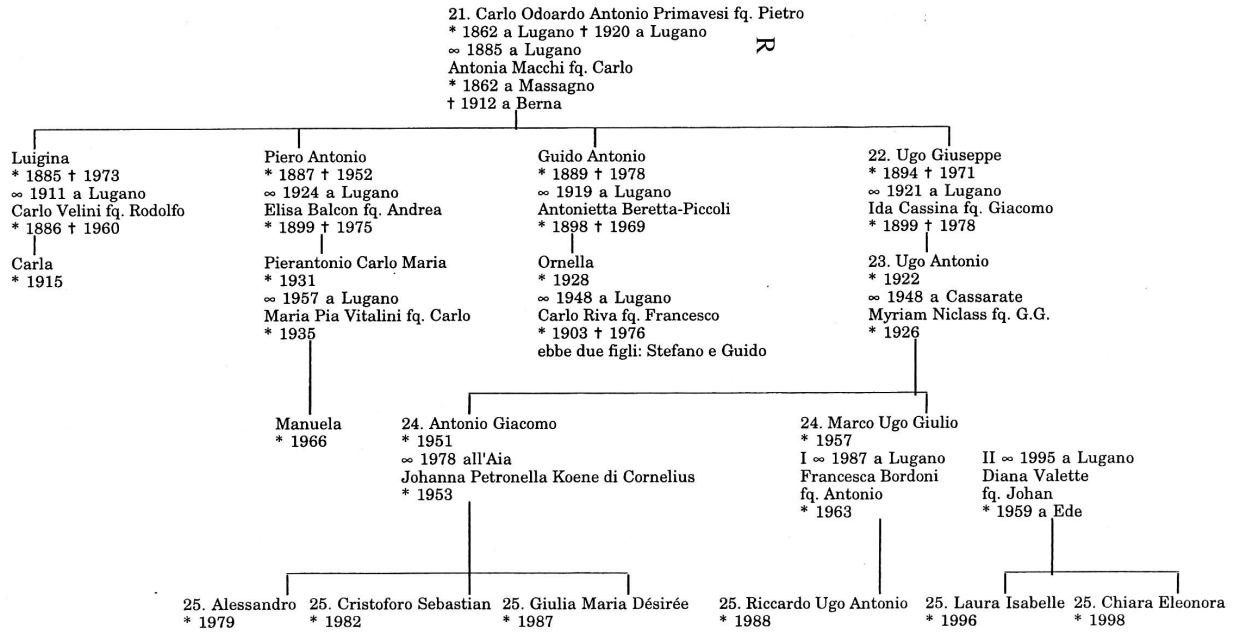 21. Carlo Odoardo Antonio Primavesi fq. Pietro
* 1862 a Lugano † 1920 a Lugano
∞ 1885 a Lugano
R
Antonia Macchi fq. Carlo
* 1862 a Massagno
† 1912 a Berna
Luigina
* 1885 † 1973
∞ 1911 a Lugano
Carlo Velini fq. Rodolfo
* 1886 † 1960
Carla
* 1915
Piero Antonio
* 1887 † 1952
∞ 1924 a Lugano
Elisa Balcon fq. Andrea
* 1899 † 1975
Pierantonio Carlo Maria
* 1931
∞ 1957 a Lugano
Maria Pia Vitalini fq. Carlo
* 1935
Guido Antonio
* 1889 † 1978
∞ 1919 a Lugano
Antonietta Beretta-Piccoli
* 1898 † 1969
Ornella
* 1928
∞ 1948 a Lugano
Carlo Riva fq. Francesco
* 1903 † 1976
ebbe due figli: Stefano e Guido
22. Ugo Giuseppe
* 1894 † 1971
∞ 1921 a Lugano
Ida Cassina fq. Giacomo
* 1899 † 1978
23. Ugo Antonio
* 1922
∞ 1948 a Cassarate
Myriam Niclass fq. G.G.
* 1926
Manuela
* 1966
24. Antonio Giacomo
* 1951
∞ 1978 all'Aia
Johanna Petronella Koene di Cornelius
* 1953
24. Marco Ugo Giulio
* 1957
I ∞ 1987 a Lugano
Francesca Bordoni
fq. Antonio
* 1963
II ∞ 1995 a Lugano
Diana Valette
fq. Johan
* 1959 a Ede
25. Alessandro
* 1979
25. Cristoforo Sebastian
* 1982
25. Giulia Maria Désirée
* 1987
25. Riccardo Ugo Antonio
* 1988
25. Laura Isabelle
* 1996
25. Chiara Eleonora
* 1998